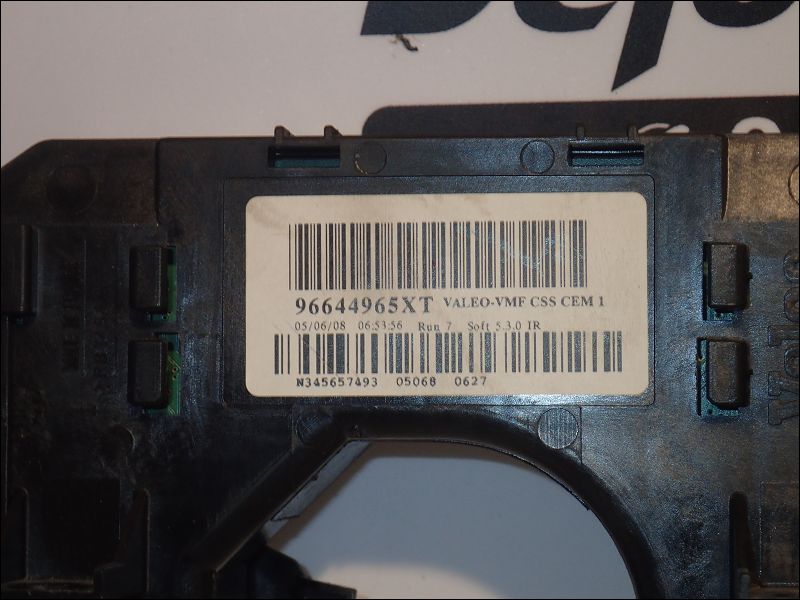 96644965XT VALEO-VMF CSS CEM 1
05/06/08 06:53:56 Run 7 Soft 5.3.0 IR
N345657493 05068 0627
Valeo